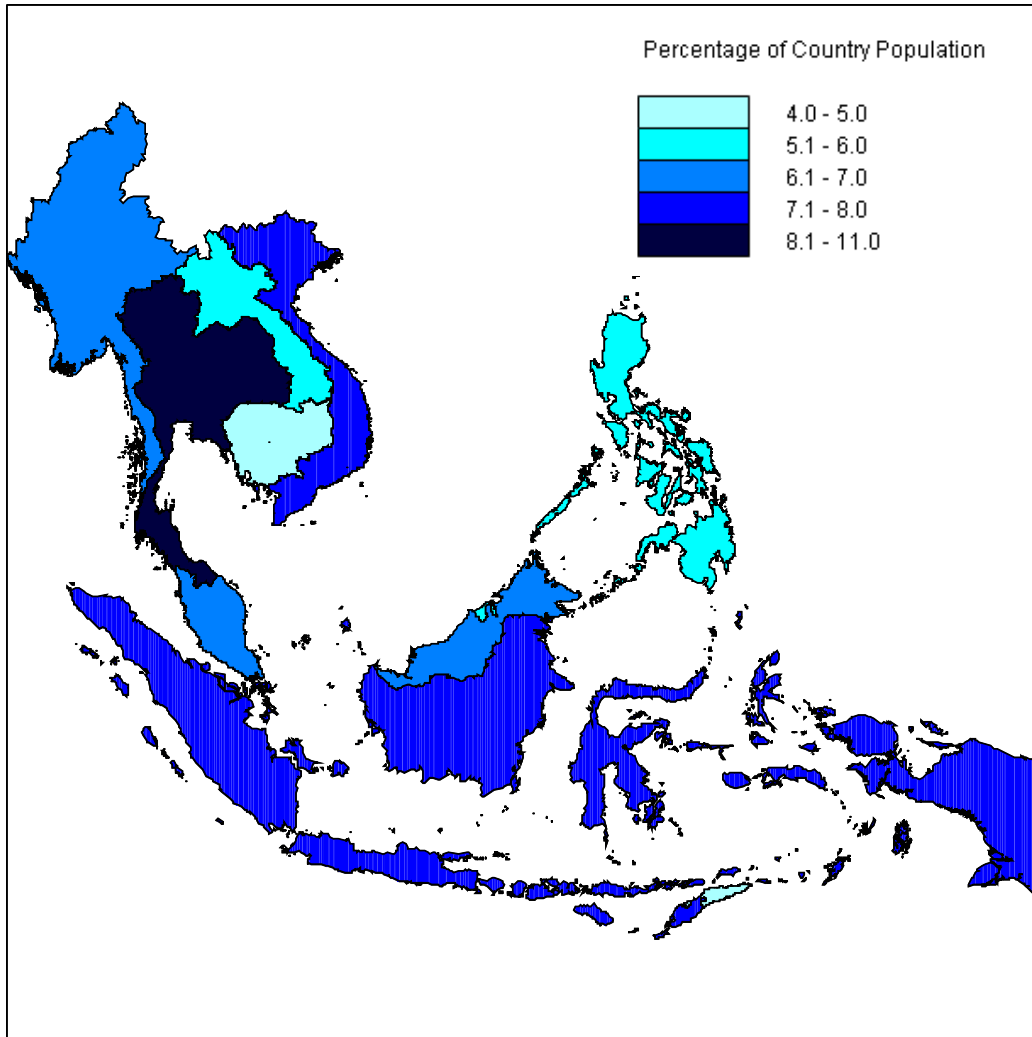 Percentage of Country Population
4.0 - 5.0
5.1 - 6.0
6.1 - 7.0
7.1 - 8.0
8.1 - 11.0